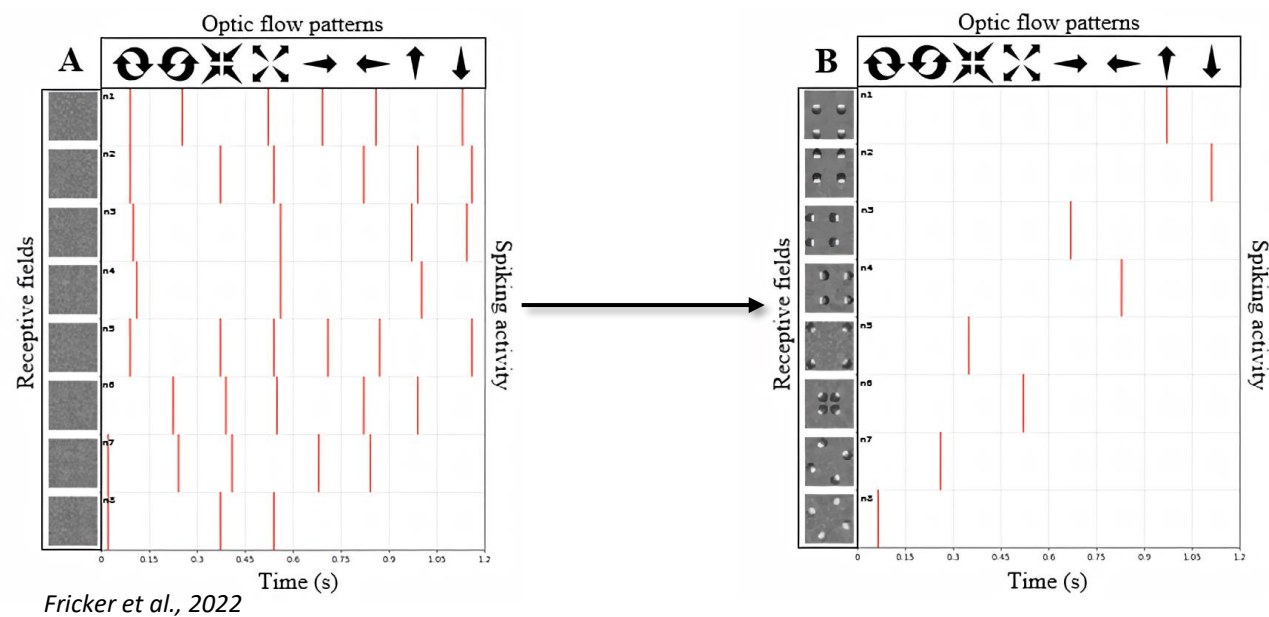 Optic flow patterns
A
Receptive fields
n1
n2
n3
n4
n5
n6
n7
n8
Spiking activity
0 0.15 0.3 0.45 0.6 0.75 0.9 1.05 1.2
Time (s)
Optic flow patterns
B
Receptive fields
n1
n2
n3
n4
n5
n6
n7
n8
Spiking activity
0 0.15 0.3 0.45 0.6 0.75 0.9 1.05 1.2
Time (s)
Fricker et al., 2022